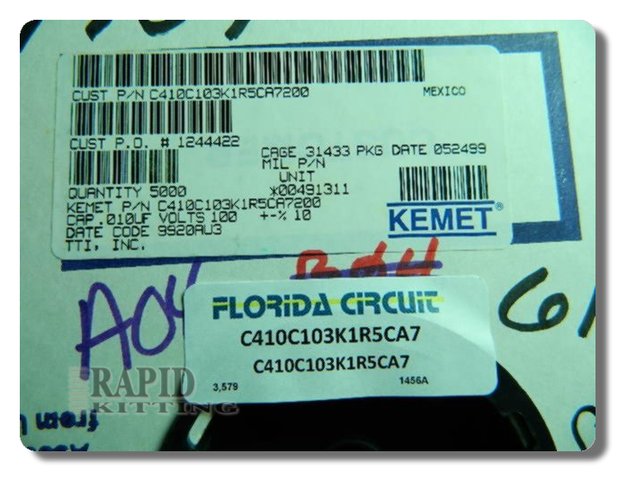 CUST P/N C410C103K1R5CA7200
MEXICO
CUST P.O. # 1244422
CAGE 31433 PKG DATE 052499
MIL P/N
UNIT
QUANTITY 5000
*00491311
KEMET P/N C410C103K1R5CA7200
CAP .010UF VOLTS 100 +-% 10
DATE CODE 9920AU3
TTI, INC.
KEMET®
FLORIDA CIRCUIT
C410C103K1R5CA7
C410C103K1R5CA7
3,579 1456A
RAPID
KITTING
from